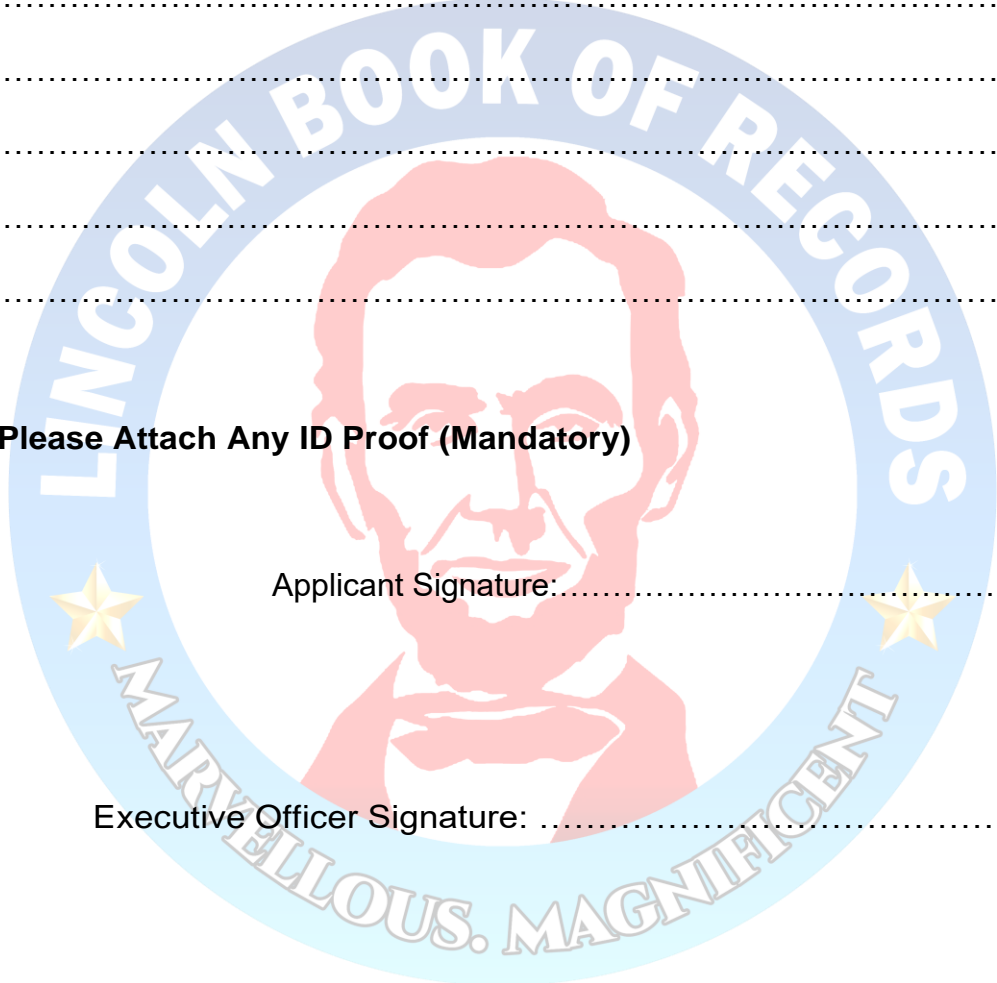 ........................................................................................
........................................................................................
........................................................................................
........................................................................................
........................................................................................
LINCOLN BOOK OF RECORDS
Please Attach Any ID Proof (Mandatory)
Applicant Signature:..........................................
Executive Officer Signature: ..........................................
MARVELLOUS. MAGNIFICENT